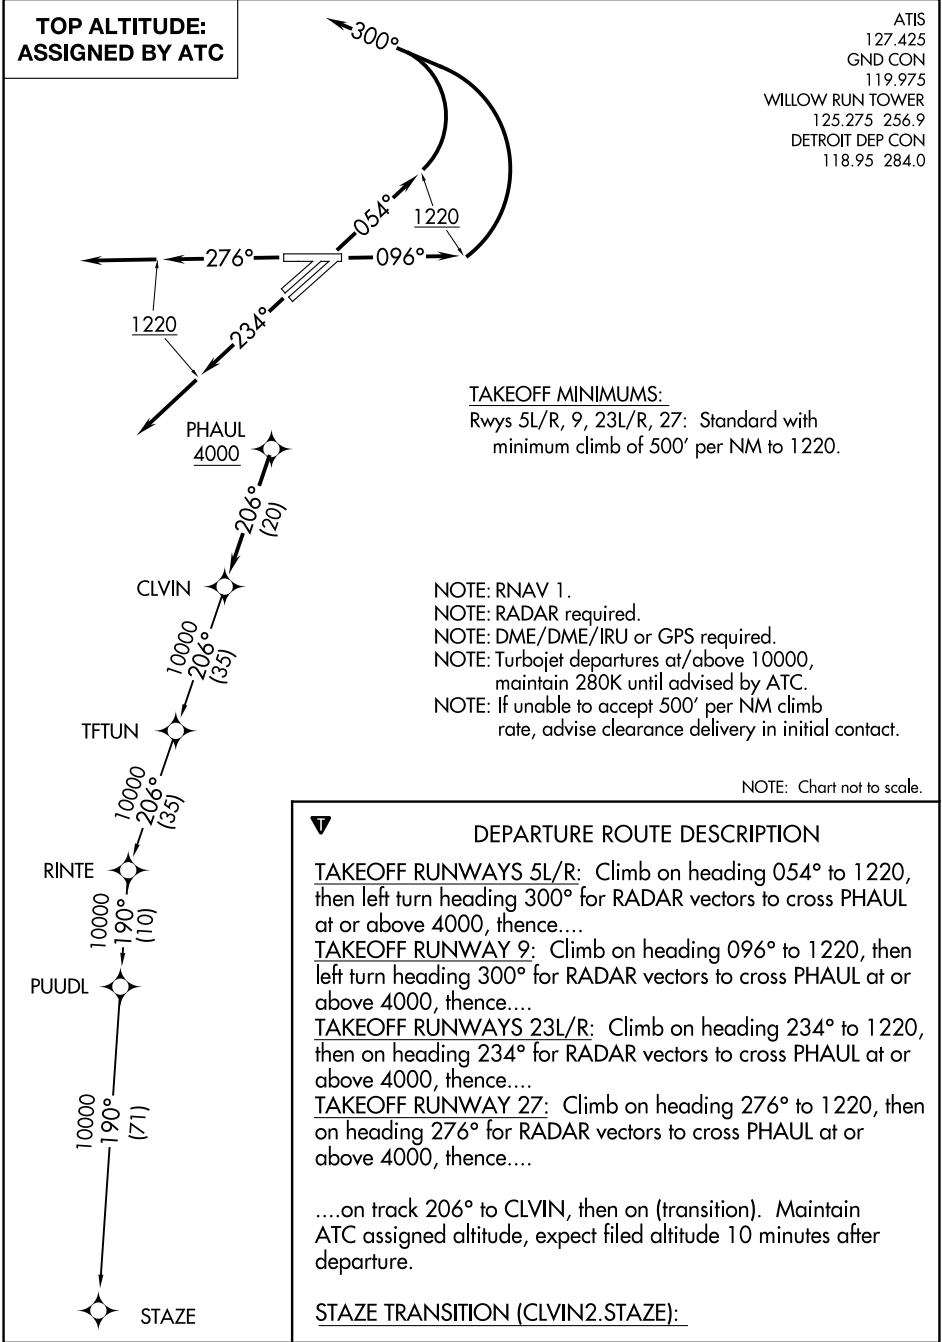 TOP ALTITUDE:
ASSIGNED BY ATC
ATIS
127.425
GND CON
119.975
WILLOW RUN TOWER
125.275 256.9
DETROIT DEP CON
118.95 284.0
300°
054°
1220
276°
096°
1220
234°
TAKEOFF MINIMUMS:
Rwys 5L/R, 9, 23L/R, 27: Standard with
minimum climb of 500' per NM to 1220.
PHAUL
4000
206°
(20)
CLVIN
10000
206°
(35)
TFTUN
10000
206°
(35)
RINTE
10000
190°
(10)
PUUDL
10000
190°
(71)
STAZE
NOTE: RNAV 1.
NOTE: RADAR required.
NOTE: DME/DME/IRU or GPS required.
NOTE: Turbojet departures at/above 10000,
maintain 280K until advised by ATC.
NOTE: If unable to accept 500' per NM climb
rate, advise clearance delivery in initial contact.
NOTE: Chart not to scale.
T
DEPARTURE ROUTE DESCRIPTION
TAKEOFF RUNWAYS 5L/R: Climb on heading 054° to 1220,
then left turn heading 300° for RADAR vectors to cross PHAUL
at or above 4000, thence....
TAKEOFF RUNWAY 9: Climb on heading 096° to 1220, then
left turn heading 300° for RADAR vectors to cross PHAUL at or
above 4000, thence....
TAKEOFF RUNWAYS 23L/R: Climb on heading 234° to 1220,
then on heading 234° for RADAR vectors to cross PHAUL at or
above 4000, thence....
TAKEOFF RUNWAY 27: Climb on heading 276° to 1220, then
on heading 276° for RADAR vectors to cross PHAUL at or
above 4000, thence....
....on track 206° to CLVIN, then on (transition). Maintain
ATC assigned altitude, expect filed altitude 10 minutes after
departure.
STAZE TRANSITION (CLVIN2.STAZE):